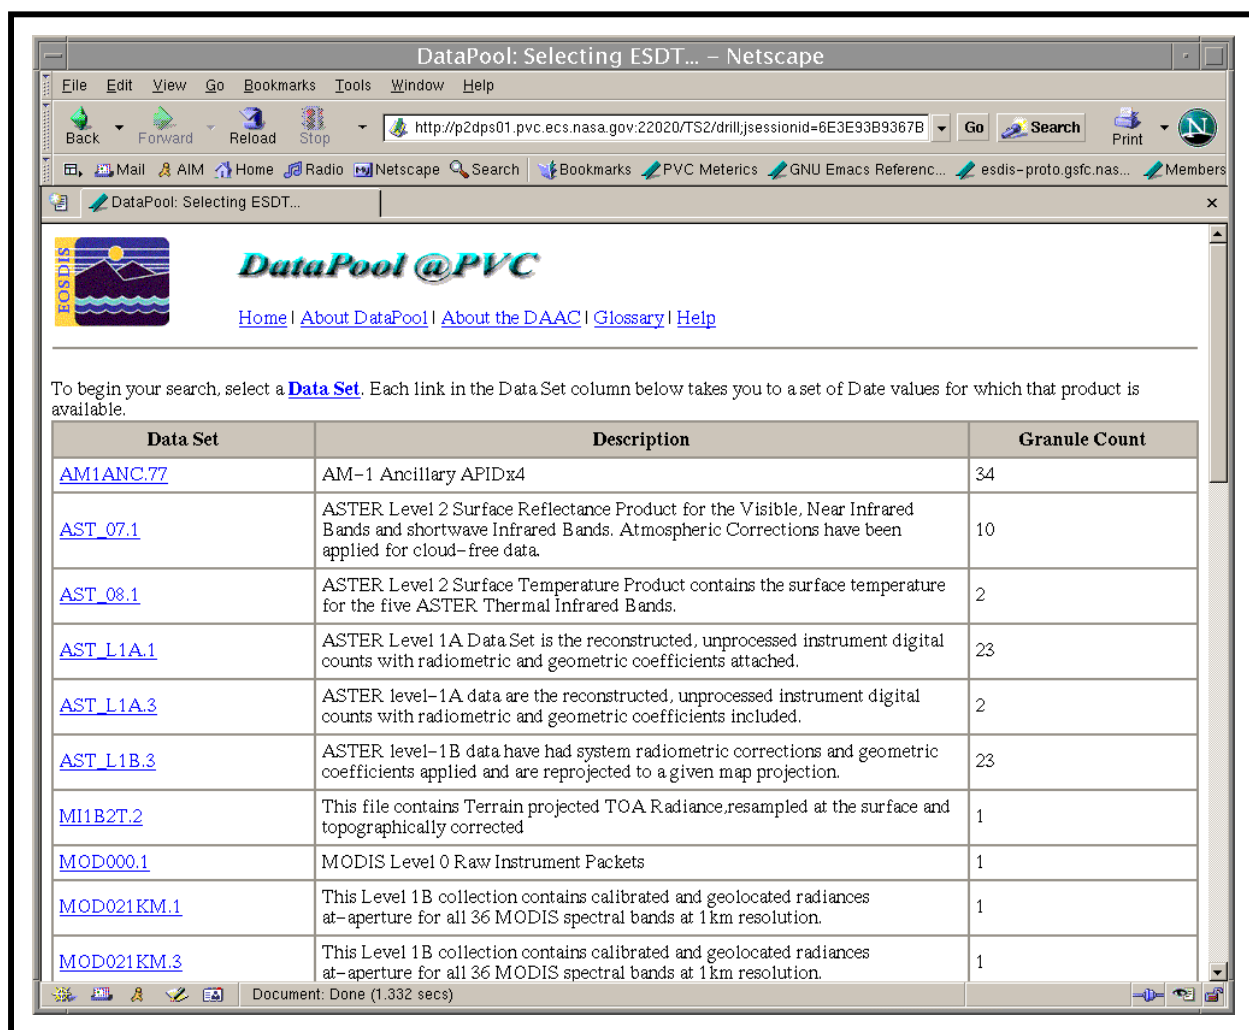 DataPool: Selecting ESDT... – Netscape
File Edit View Go Bookmarks Tools Window Help
Back Forward Reload Stop http://p2dps01.pvc.ecs.nasa.gov:22020/TS2/drill;jsessionid=6E3E93B9367B Go Search Print N
Mail AIM Home Radio Netscape Search Bookmarks PVC Meterics GNU Emacs Referenc... esdis-proto.gsfc.nas... Members
DataPool: Selecting ESDT...
EOSDIS
DataPool @PVC
Home | About DataPool | About the DAAC | Glossary | Help
To begin your search, select a Data Set. Each link in the Data Set column below takes you to a set of Date values for which that product is
available.
Data Set Description Granule Count
AM1ANC.77 AM-1 Ancillary APIDx4 34
ASTER Level 2 Surface Reflectance Product for the Visible, Near Infrared
AST_07.1 Bands and shortwave Infrared Bands. Atmospheric Corrections have been 10
applied for cloud-free data.
AST_08.1 ASTER Level 2 Surface Temperature Product contains the surface temperature 2
for the five ASTER Thermal Infrared Bands.
AST_L1A.1 ASTER Level 1A Data Set is the reconstructed, unprocessed instrument digital 23
counts with radiometric and geometric coefficients attached.
AST_L1A.3 ASTER level-1A data are the reconstructed, unprocessed instrument digital 2
counts with radiometric and geometric coefficients included.
AST_L1B.3 ASTER level-1B data have had system radiometric corrections and geometric 23
coefficients applied and are reprojected to a given map projection.
MI1B2T.2 This file contains Terrain projected TOA Radiance,resampled at the surface and 1
topographically corrected
MOD000.1 MODIS Level 0 Raw Instrument Packets 1
MOD021KM.1 This Level 1B collection contains calibrated and geolocated radiances 1
at-aperture for all 36 MODIS spectral bands at 1km resolution.
MOD021KM.3 This Level 1B collection contains calibrated and geolocated radiances 1
at-aperture for all 36 MODIS spectral bands at 1km resolution.
Document: Done (1.332 secs)